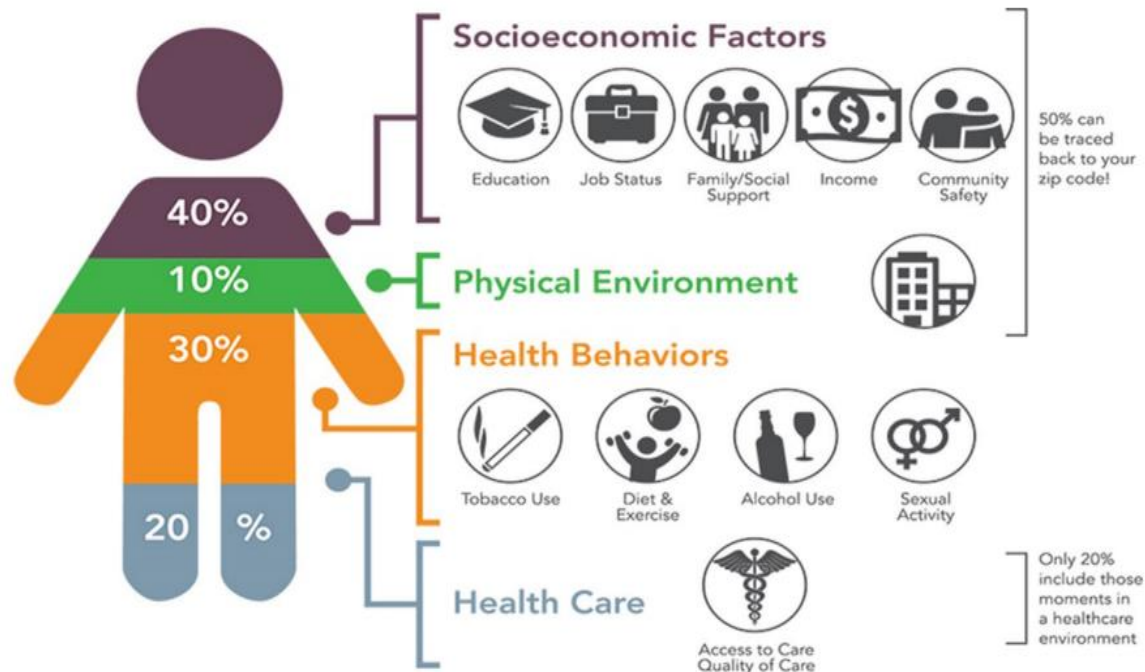 Socioeconomic Factors
Education
Job Status
Family/Social
Support
Income
Community
Safety
50% can
be traced
back to your
zip code!
40%
10%
Physical Environment
30%
Health Behaviors
Tobacco Use
Diet &
Exercise
Alcohol Use
Sexual
Activity
20 %
Health Care
Access to Care
Quality of Care
Only 20%
include those
moments in
a healthcare
environment